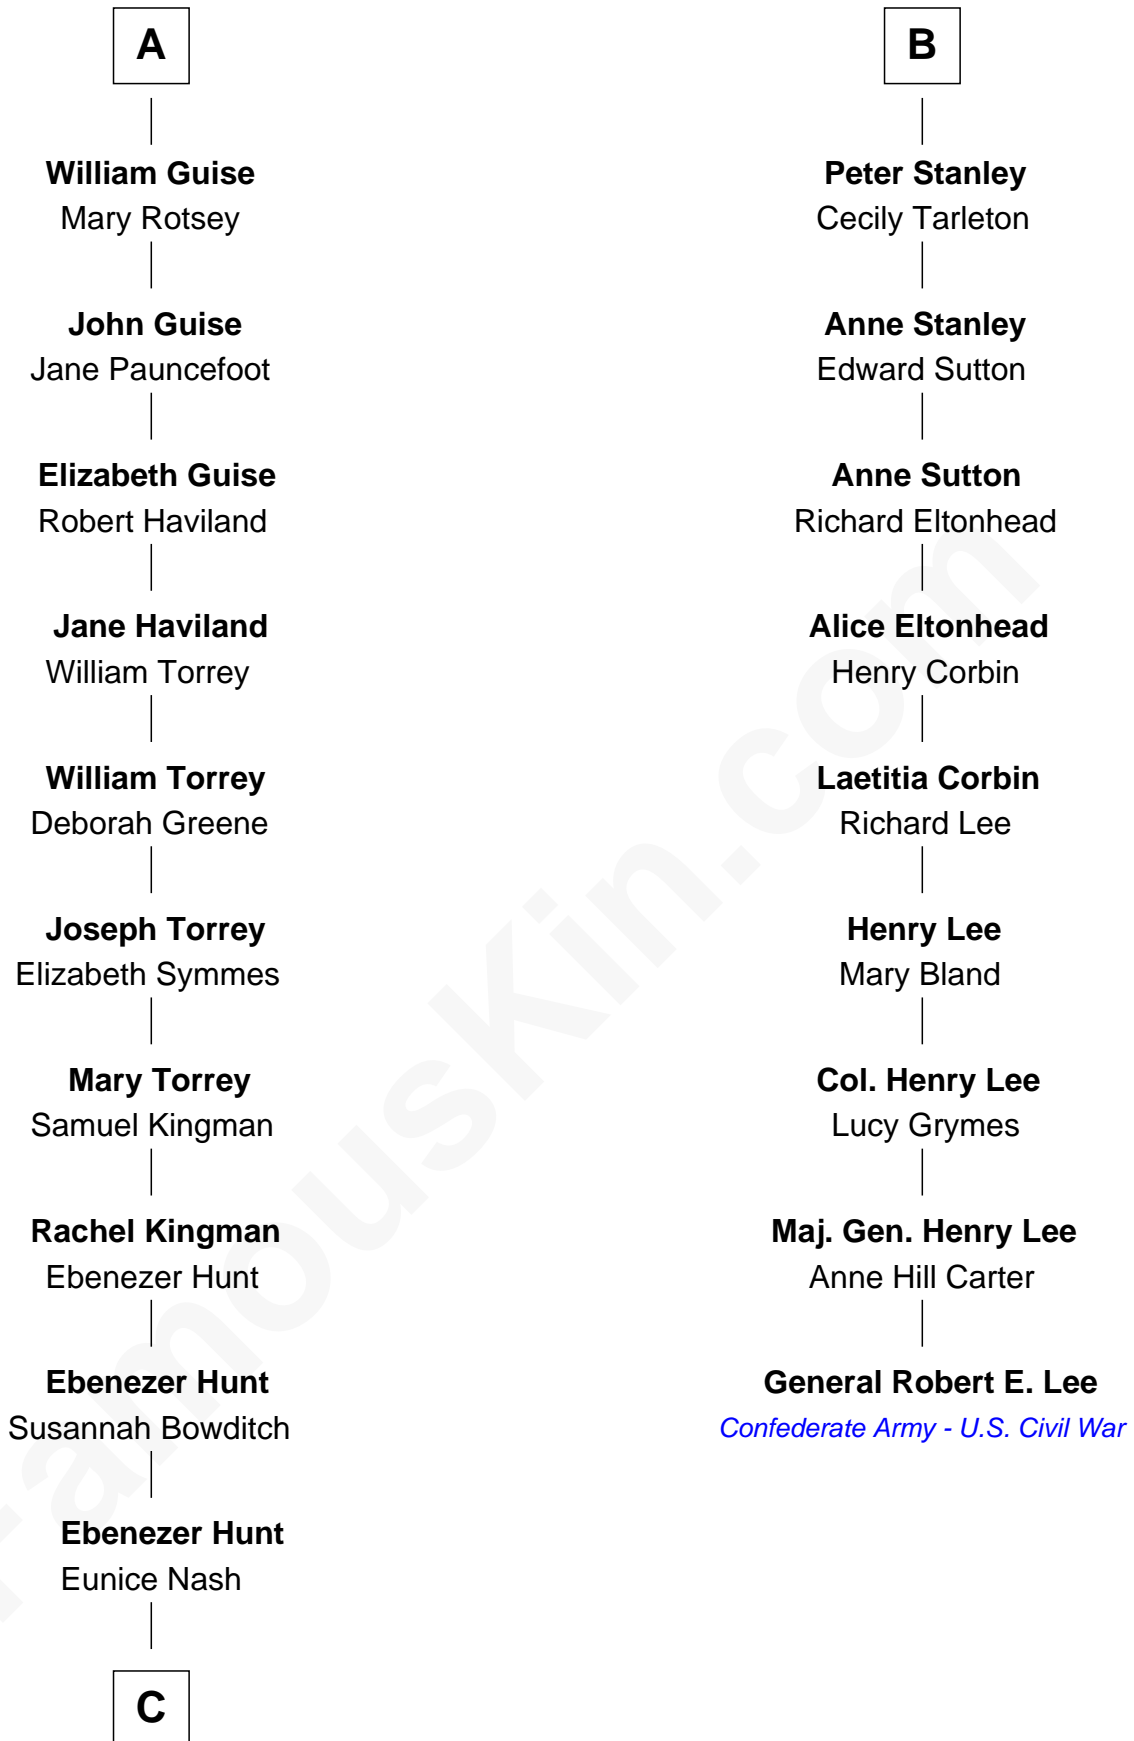 A
William Guise
Mary Rotsey
John Guise
Jane Pauncefoot
Elizabeth Guise
Robert Haviland
Jane Haviland
William Torrey
William Torrey
Deborah Greene
Joseph Torrey
Elizabeth Symmes
Mary Torrey
Samuel Kingman
Rachel Kingman
Ebenezer Hunt
Ebenezer Hunt
Susannah Bowditch
Ebenezer Hunt
Eunice Nash
C
B
Peter Stanley
Cecily Tarleton
Anne Stanley
Edward Sutton
Anne Sutton
Richard Eltonhead
Alice Eltonhead
Henry Corbin
Laetitia Corbin
Richard Lee
Henry Lee
Mary Bland
Col. Henry Lee
Lucy Grymes
Maj. Gen. Henry Lee
Anne Hill Carter
General Robert E. Lee
Confederate Army - U.S. Civil War
FamousKin.com